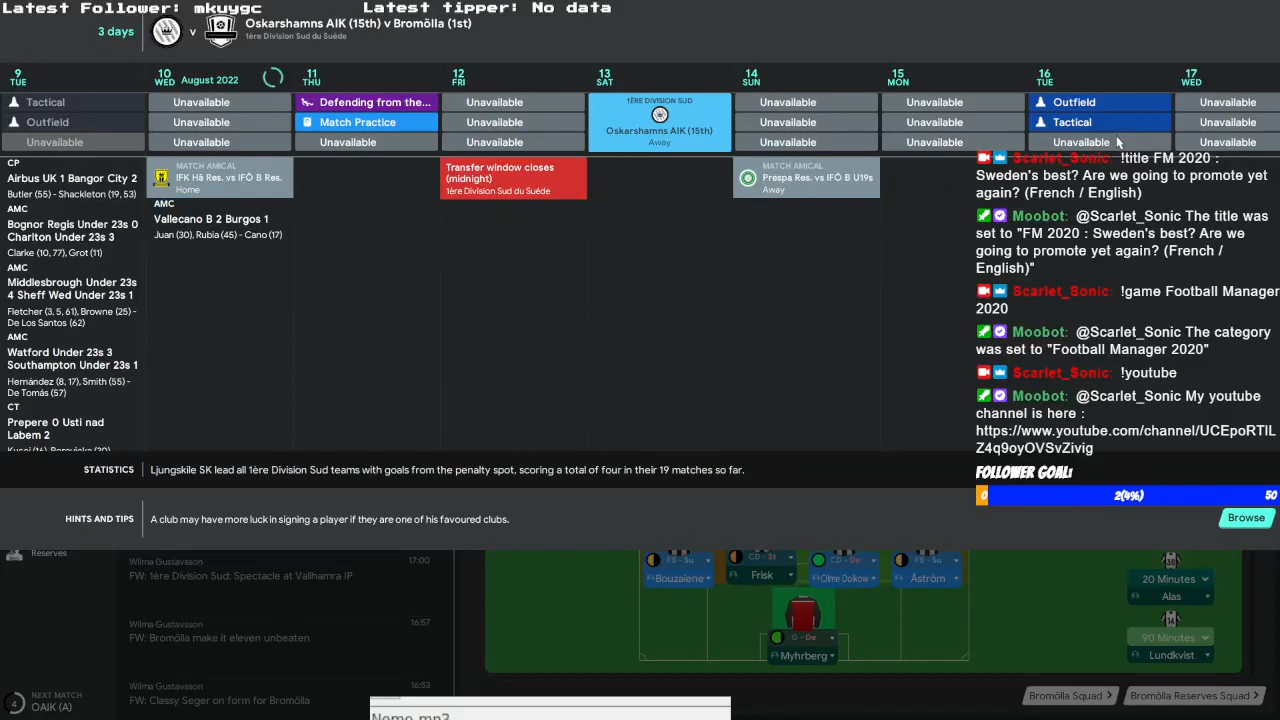 Latest Follower: mkuygc
Latest tipper: No data
3 days
v
Oskarshamns AIK (15th) v Bromölla (1st)
1ère Division Sud du Suède
9
TUE
10
WED
August 2022
11
THU
12
FRI
13
SAT
14
SUN
15
MON
16
TUE
17
WED
Tactical
Outfield
Unavailable
Unavailable
Unavailable
Unavailable
Defending from the...
Match Practice
Unavailable
Unavailable
Unavailable
Unavailable
1ÈRE DIVISION SUD
Oskarshamns AIK (15th)
Away
Unavailable
Unavailable
Unavailable
Unavailable
Unavailable
Unavailable
Outfield
Tactical
Unavailable
Unavailable
Unavailable
Unavailable
CP
Airbus UK 1 Bangor City 2
Butler (55) - Shackleton (19, 53)
AMC
Bognor Regis Under 23s 0
Charlton Under 23s 3
Clarke (10, 77), Grot (11)
AMC
Middlesbrough Under 23s
4 Sheff Wed Under 23s 1
Fletcher (3, 5, 61), Browne (25) -
De Los Santos (62)
AMC
Watford Under 23s 3
Southampton Under 23s 1
Hernández (8, 17), Smith (55) -
De Tomás (57)
CT
Prepere 0 Usti nad
Labem 2
MATCH AMICAL
IFK Hä Res. vs IFÖ B Res.
Home
AMC
Vallecano B 2 Burgos 1
Juan (30), Rubia (45) - Cano (17)
Transfer window closes
(midnight)
1ère Division Sud du Suède
MATCH AMICAL
Prespa Res. vs IFÖ B U19s
Away
Scarlet_Sonic: !title FM 2020 :
Sweden's best? Are we going to promote yet
again? (French / English)
Moobot: @Scarlet_Sonic The title was
set to "FM 2020 : Sweden's best? Are we
going to promote yet again? (French /
English)"
Scarlet_Sonic: !game Football Manager
2020
Moobot: @Scarlet_Sonic The category
was set to "Football Manager 2020"
Scarlet_Sonic: !youtube
Moobot: @Scarlet_Sonic My youtube
channel is here :
https://www.youtube.com/channel/UCEpoRTIL
Z4q9oyOVSvZivig
FOLLOWER GOAL:
0
2(4%)
50
STATISTICS
Ljungskile SK lead all 1ère Division Sud teams with goals from the penalty spot, scoring a total of four in their 19 matches so far.
HINTS AND TIPS
A club may have more luck in signing a player if they are one of his favoured clubs.
Browse
Reserves
Wilma Gustavsson
17:00
FW: 1ère Division Sud: Spectacle at Vallhamra IP
Wilma Gustavsson
16:57
FW: Bromölla make it eleven unbeaten
Wilma Gustavsson
16:53
FW: Classy Seger on form for Bromölla
4
NEXT MATCH
OAIK (A)
FB - Su
Bouzaiene
CD - St
Frisk
CD - De
Olme Dolkow
FB - Su
Åström
G - De
Myhrberg
20 Minutes
Alas
14
90 Minutes
Lundkvist
Bromölla Squad >
Bromölla Reserves Squad >